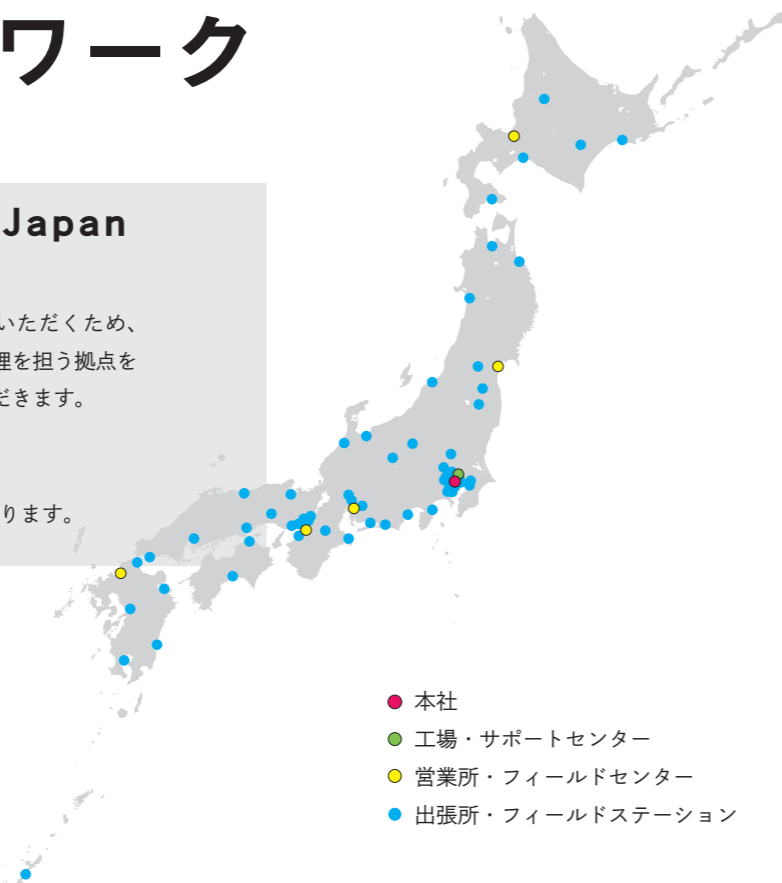 ワーク
Japan
いただくため、
理を担う拠点を
だきます。
ります。
本社
工場・サポートセンター
営業所・フィールドセンター
出張所・フィールドステーション